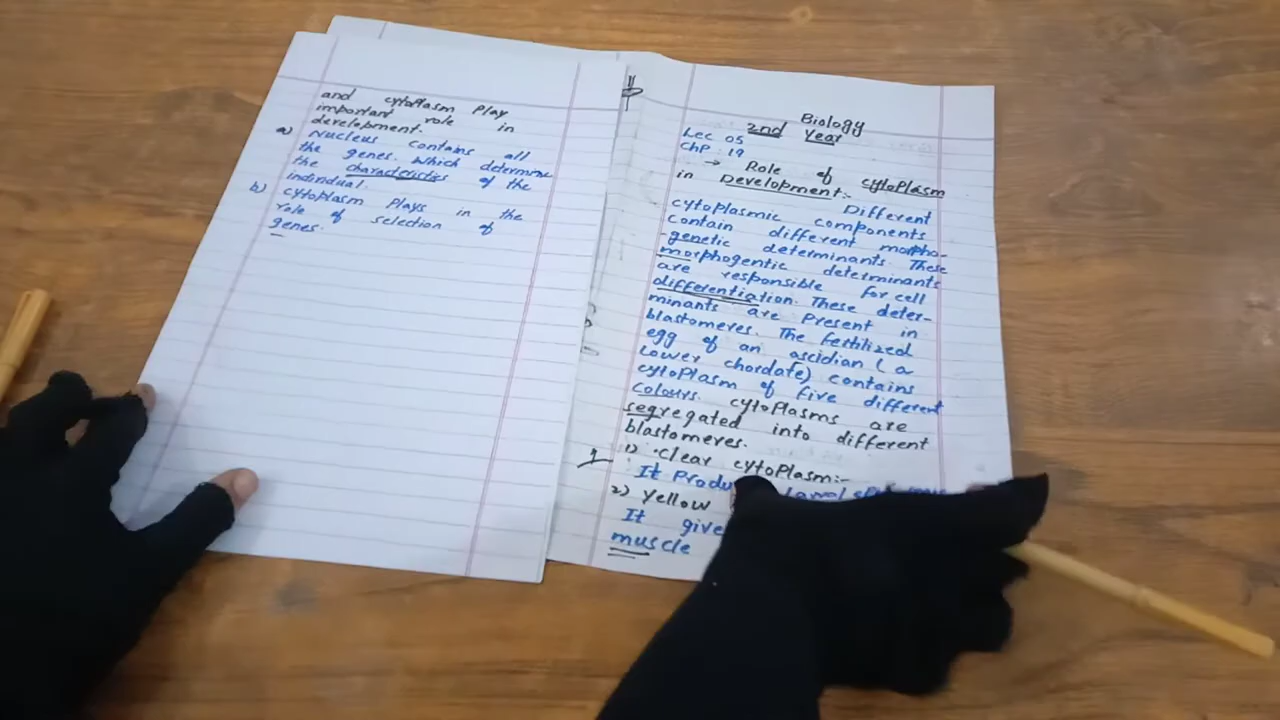 and cytoplasm play
important role in
development.
a) Nucleus contains all
the genes. Which determine
the characteristics of the
individual.
b) cytoplasm plays in the
role of selection of
genes.
Biology
2nd Year
Lec 05
Chp : 19
→ Role of cytoplasm
in Development:-
Different
cytoplasmic components
contain different morpho-
-genetic determinants. These
morphogentic determinants
are responsible for cell
differentiation. These deter-
minants are present in
blastomeres. The fertilized
egg of an ascidian (a
Lower chordate) contains
cytoplasm of five different
colours. cytoplasms are
segregated into different
blastomeres.
1) Clear cytoplasm:-
It Produ
2) Yellow
It give
muscle